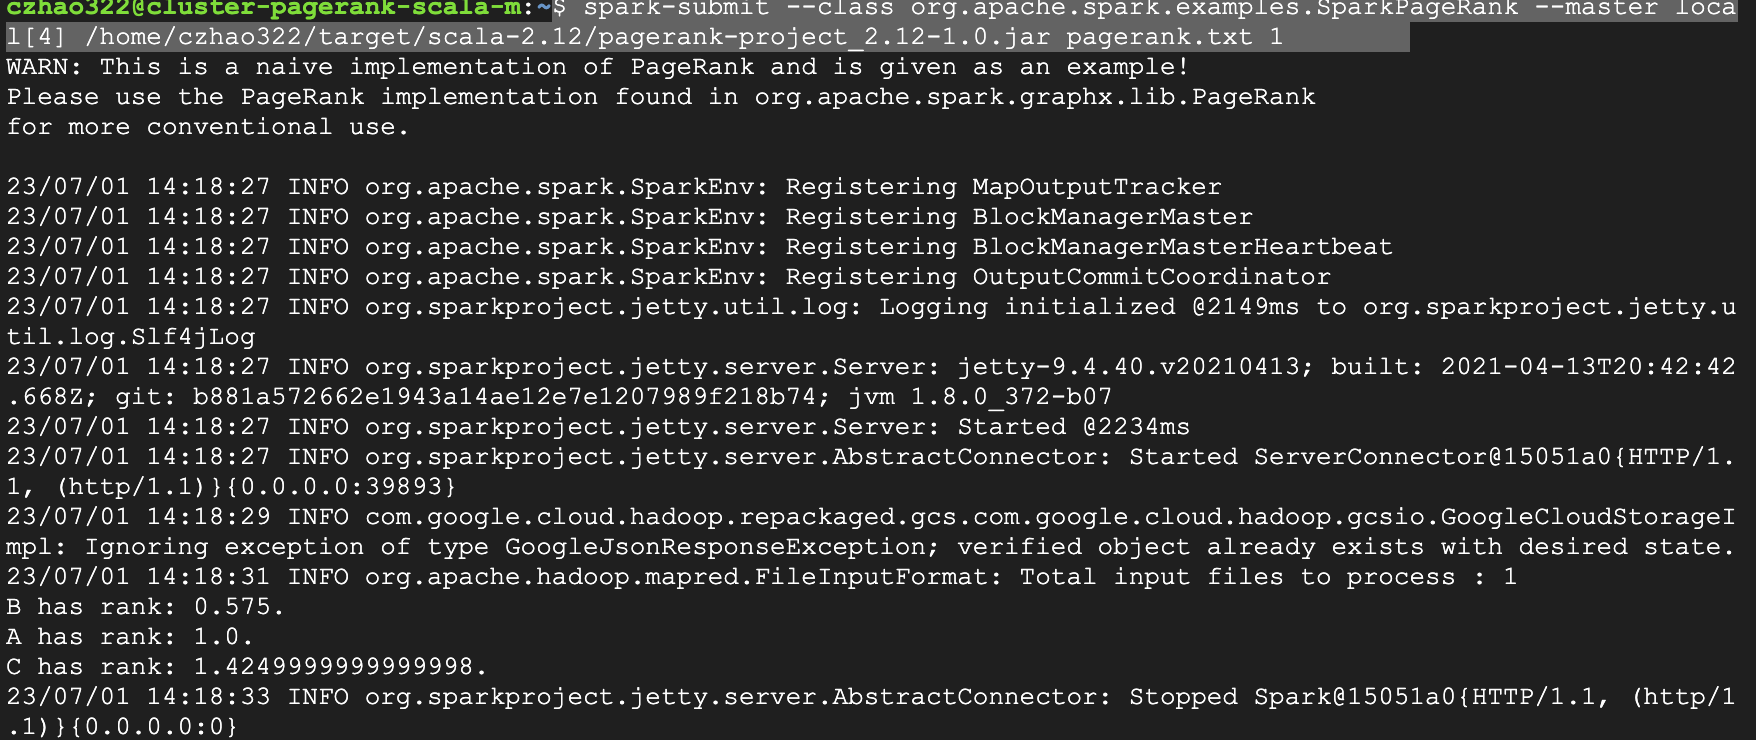 czhao322@cluster-pagerank-scala-m:~$ spark-submit --class org.apache.spark.examples.SparkPageRank --master loca
l[4] /home/czhao322/target/scala-2.12/pagerank-project_2.12-1.0.jar pagerank.txt 1
WARN: This is a naive implementation of PageRank and is given as an example!
Please use the PageRank implementation found in org.apache.spark.graphx.lib.PageRank
for more conventional use.
23/07/01 14:18:27 INFO org.apache.spark.SparkEnv: Registering MapOutputTracker
23/07/01 14:18:27 INFO org.apache.spark.SparkEnv: Registering BlockManagerMaster
23/07/01 14:18:27 INFO org.apache.spark.SparkEnv: Registering BlockManagerMasterHeartbeat
23/07/01 14:18:27 INFO org.apache.spark.SparkEnv: Registering OutputCommitCoordinator
23/07/01 14:18:27 INFO org.sparkproject.jetty.util.log: Logging initialized @2149ms to org.sparkproject.jetty.u
til.log.Slf4jLog
23/07/01 14:18:27 INFO org.sparkproject.jetty.server.Server: jetty-9.4.40.v20210413; built: 2021-04-13T20:42:42
.668Z; git: b881a572662e1943a14ae12e7e1207989f218b74; jvm 1.8.0_372-b07
23/07/01 14:18:27 INFO org.sparkproject.jetty.server.Server: Started @2234ms
23/07/01 14:18:27 INFO org.sparkproject.jetty.server.AbstractConnector: Started ServerConnector@15051a0{HTTP/1.
1, (http/1.1)}{0.0.0.0:39893}
23/07/01 14:18:29 INFO com.google.cloud.hadoop.repackaged.gcs.com.google.cloud.hadoop.gcsio.GoogleCloudStorageI
mpl: Ignoring exception of type GoogleJsonResponseException; verified object already exists with desired state.
23/07/01 14:18:31 INFO org.apache.hadoop.mapred.FileInputFormat: Total input files to process : 1
B has rank: 0.575.
A has rank: 1.0.
C has rank: 1.4249999999999998.
23/07/01 14:18:33 INFO org.sparkproject.jetty.server.AbstractConnector: Stopped Spark@15051a0{HTTP/1.1, (http/1
.1)}{0.0.0.0:0}